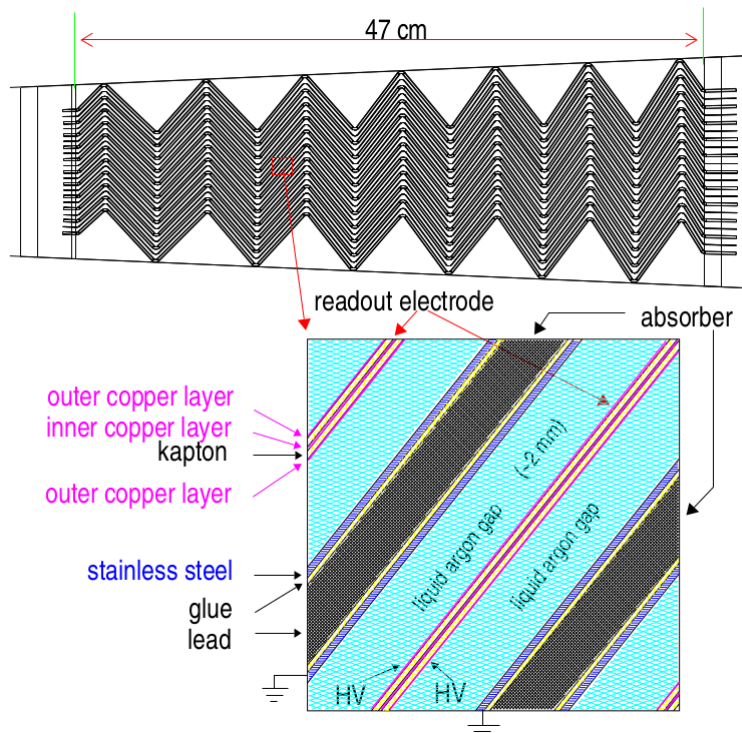 47 cm
readout electrode
absorber
outer copper layer
inner copper layer
kapton
outer copper layer
(~2 mm)
liquid argon gap
liquid argon gap
stainless steel
glue
lead
HV
HV